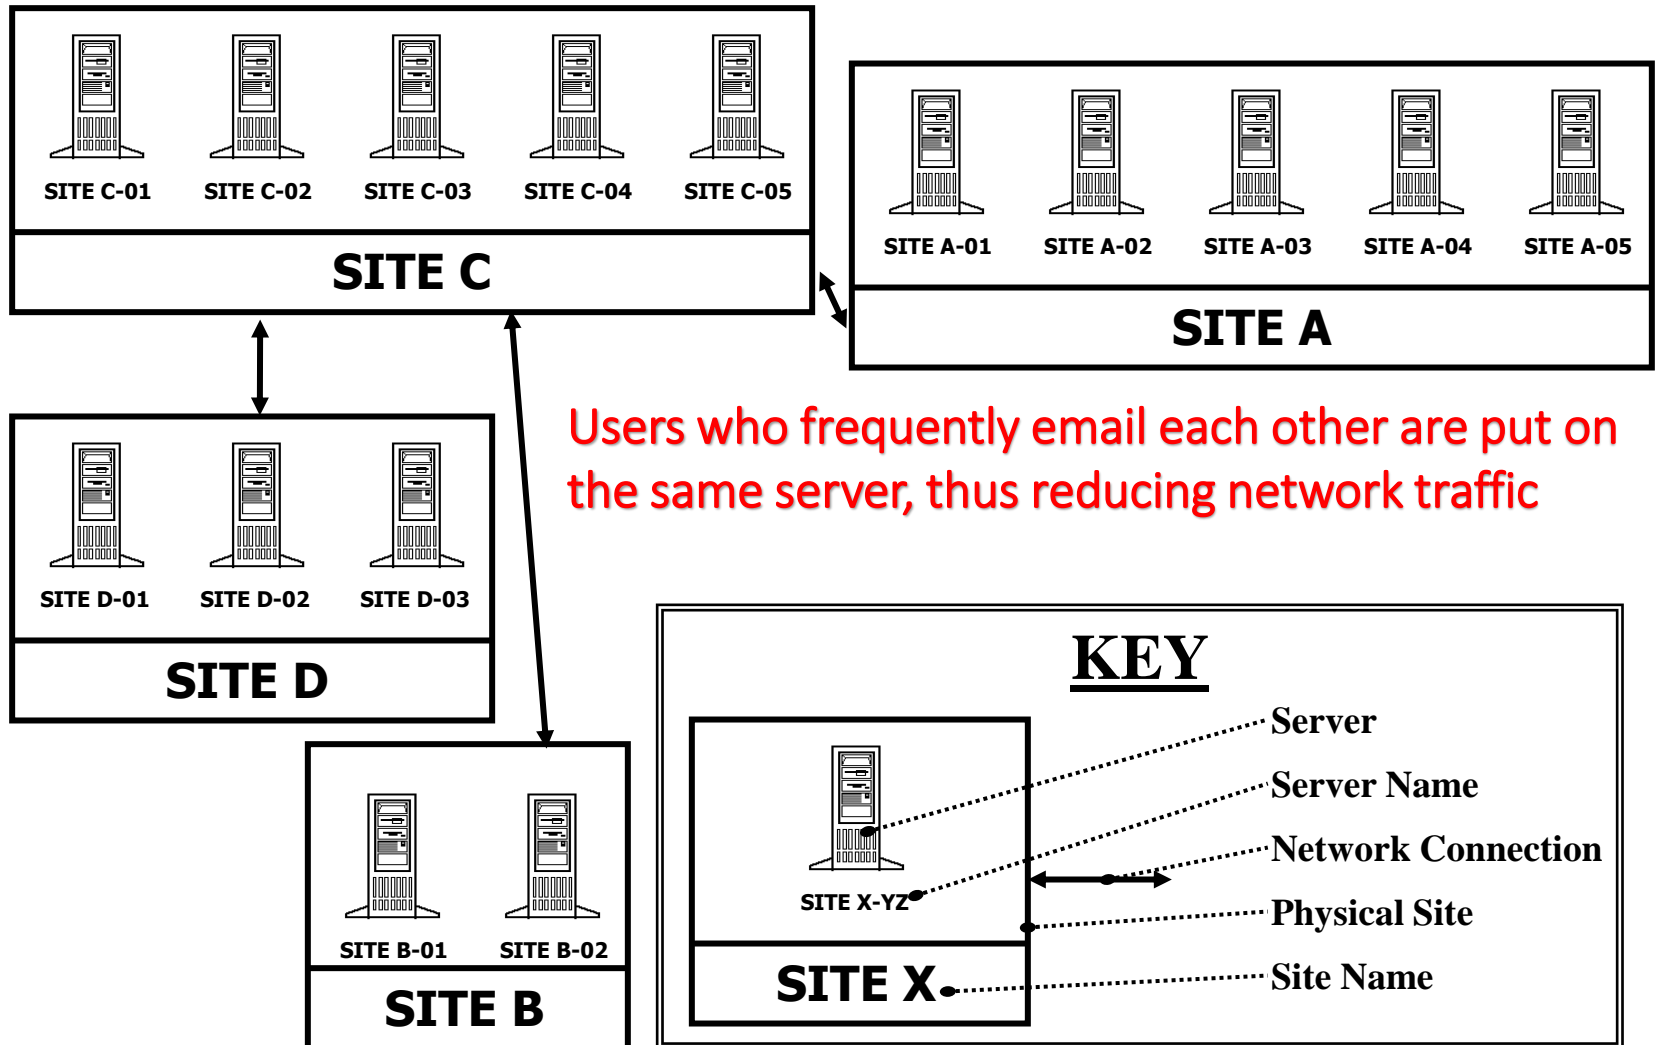 SITE C-01 SITE C-02 SITE C-03 SITE C-04 SITE C-05
SITE C
SITE A-01 SITE A-02 SITE A-03 SITE A-04 SITE A-05
SITE A
Users who frequently email each other are put on
the same server, thus reducing network traffic
SITE D-01 SITE D-02 SITE D-03
SITE D
SITE B-01 SITE B-02
SITE B
KEY
Server
Server Name
Network Connection
Physical Site
Site Name
SITE X-YZ
SITE X